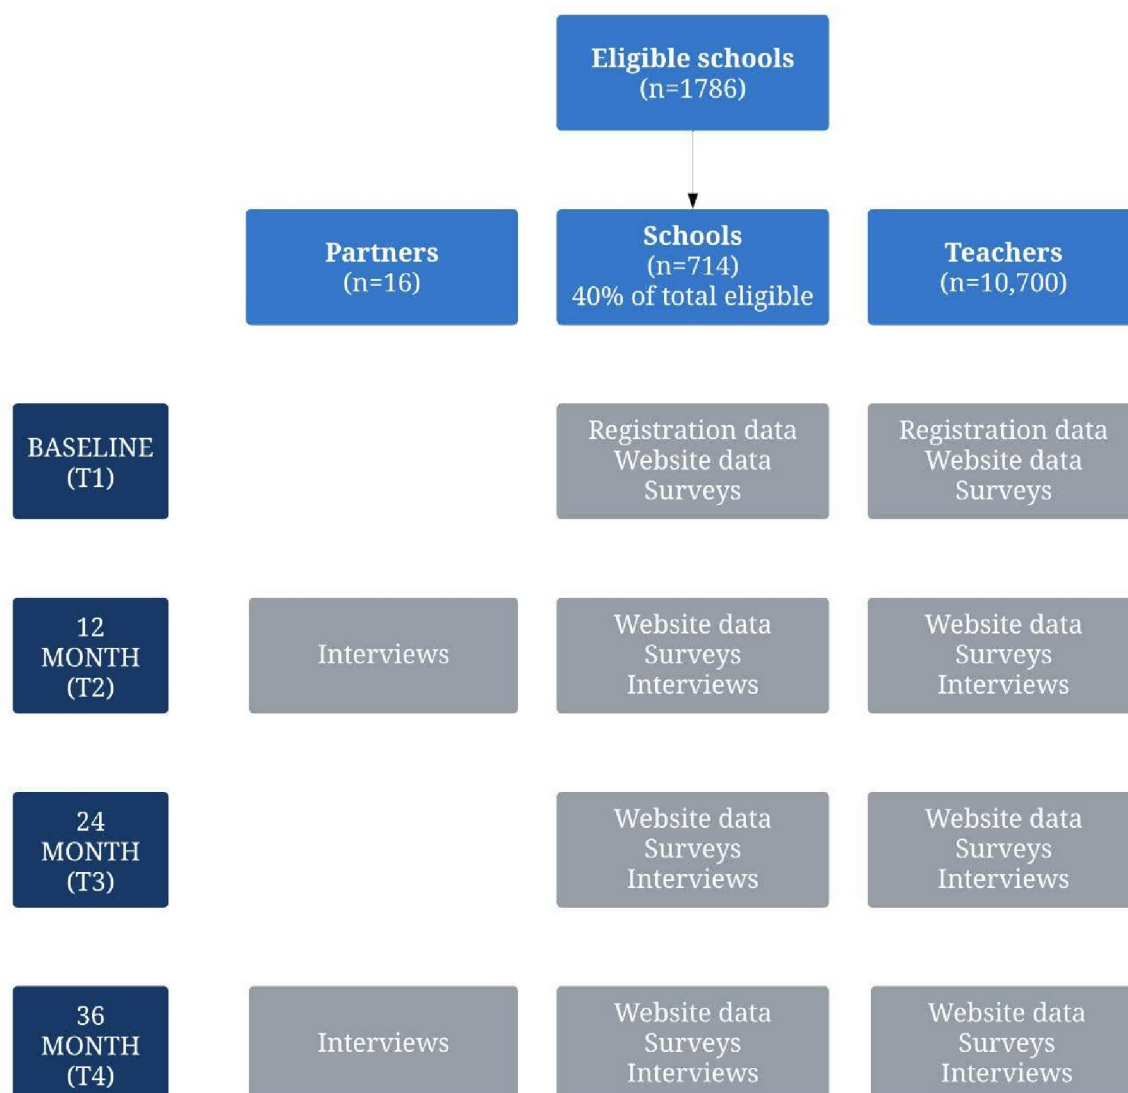 Eligible schools
(n=1786)
Partners
(n=16)
Schools
(n=714)
40% of total eligible
Teachers
(n=10,700)
BASELINE
(T1)
Registration data
Website data
Surveys
Registration data
Website data
Surveys
12
MONTH
(T2)
Interviews
Website data
Surveys
Interviews
Website data
Surveys
Interviews
24
MONTH
(T3)
Website data
Surveys
Interviews
Website data
Surveys
Interviews
36
MONTH
(T4)
Interviews
Website data
Surveys
Interviews
Website data
Surveys
Interviews